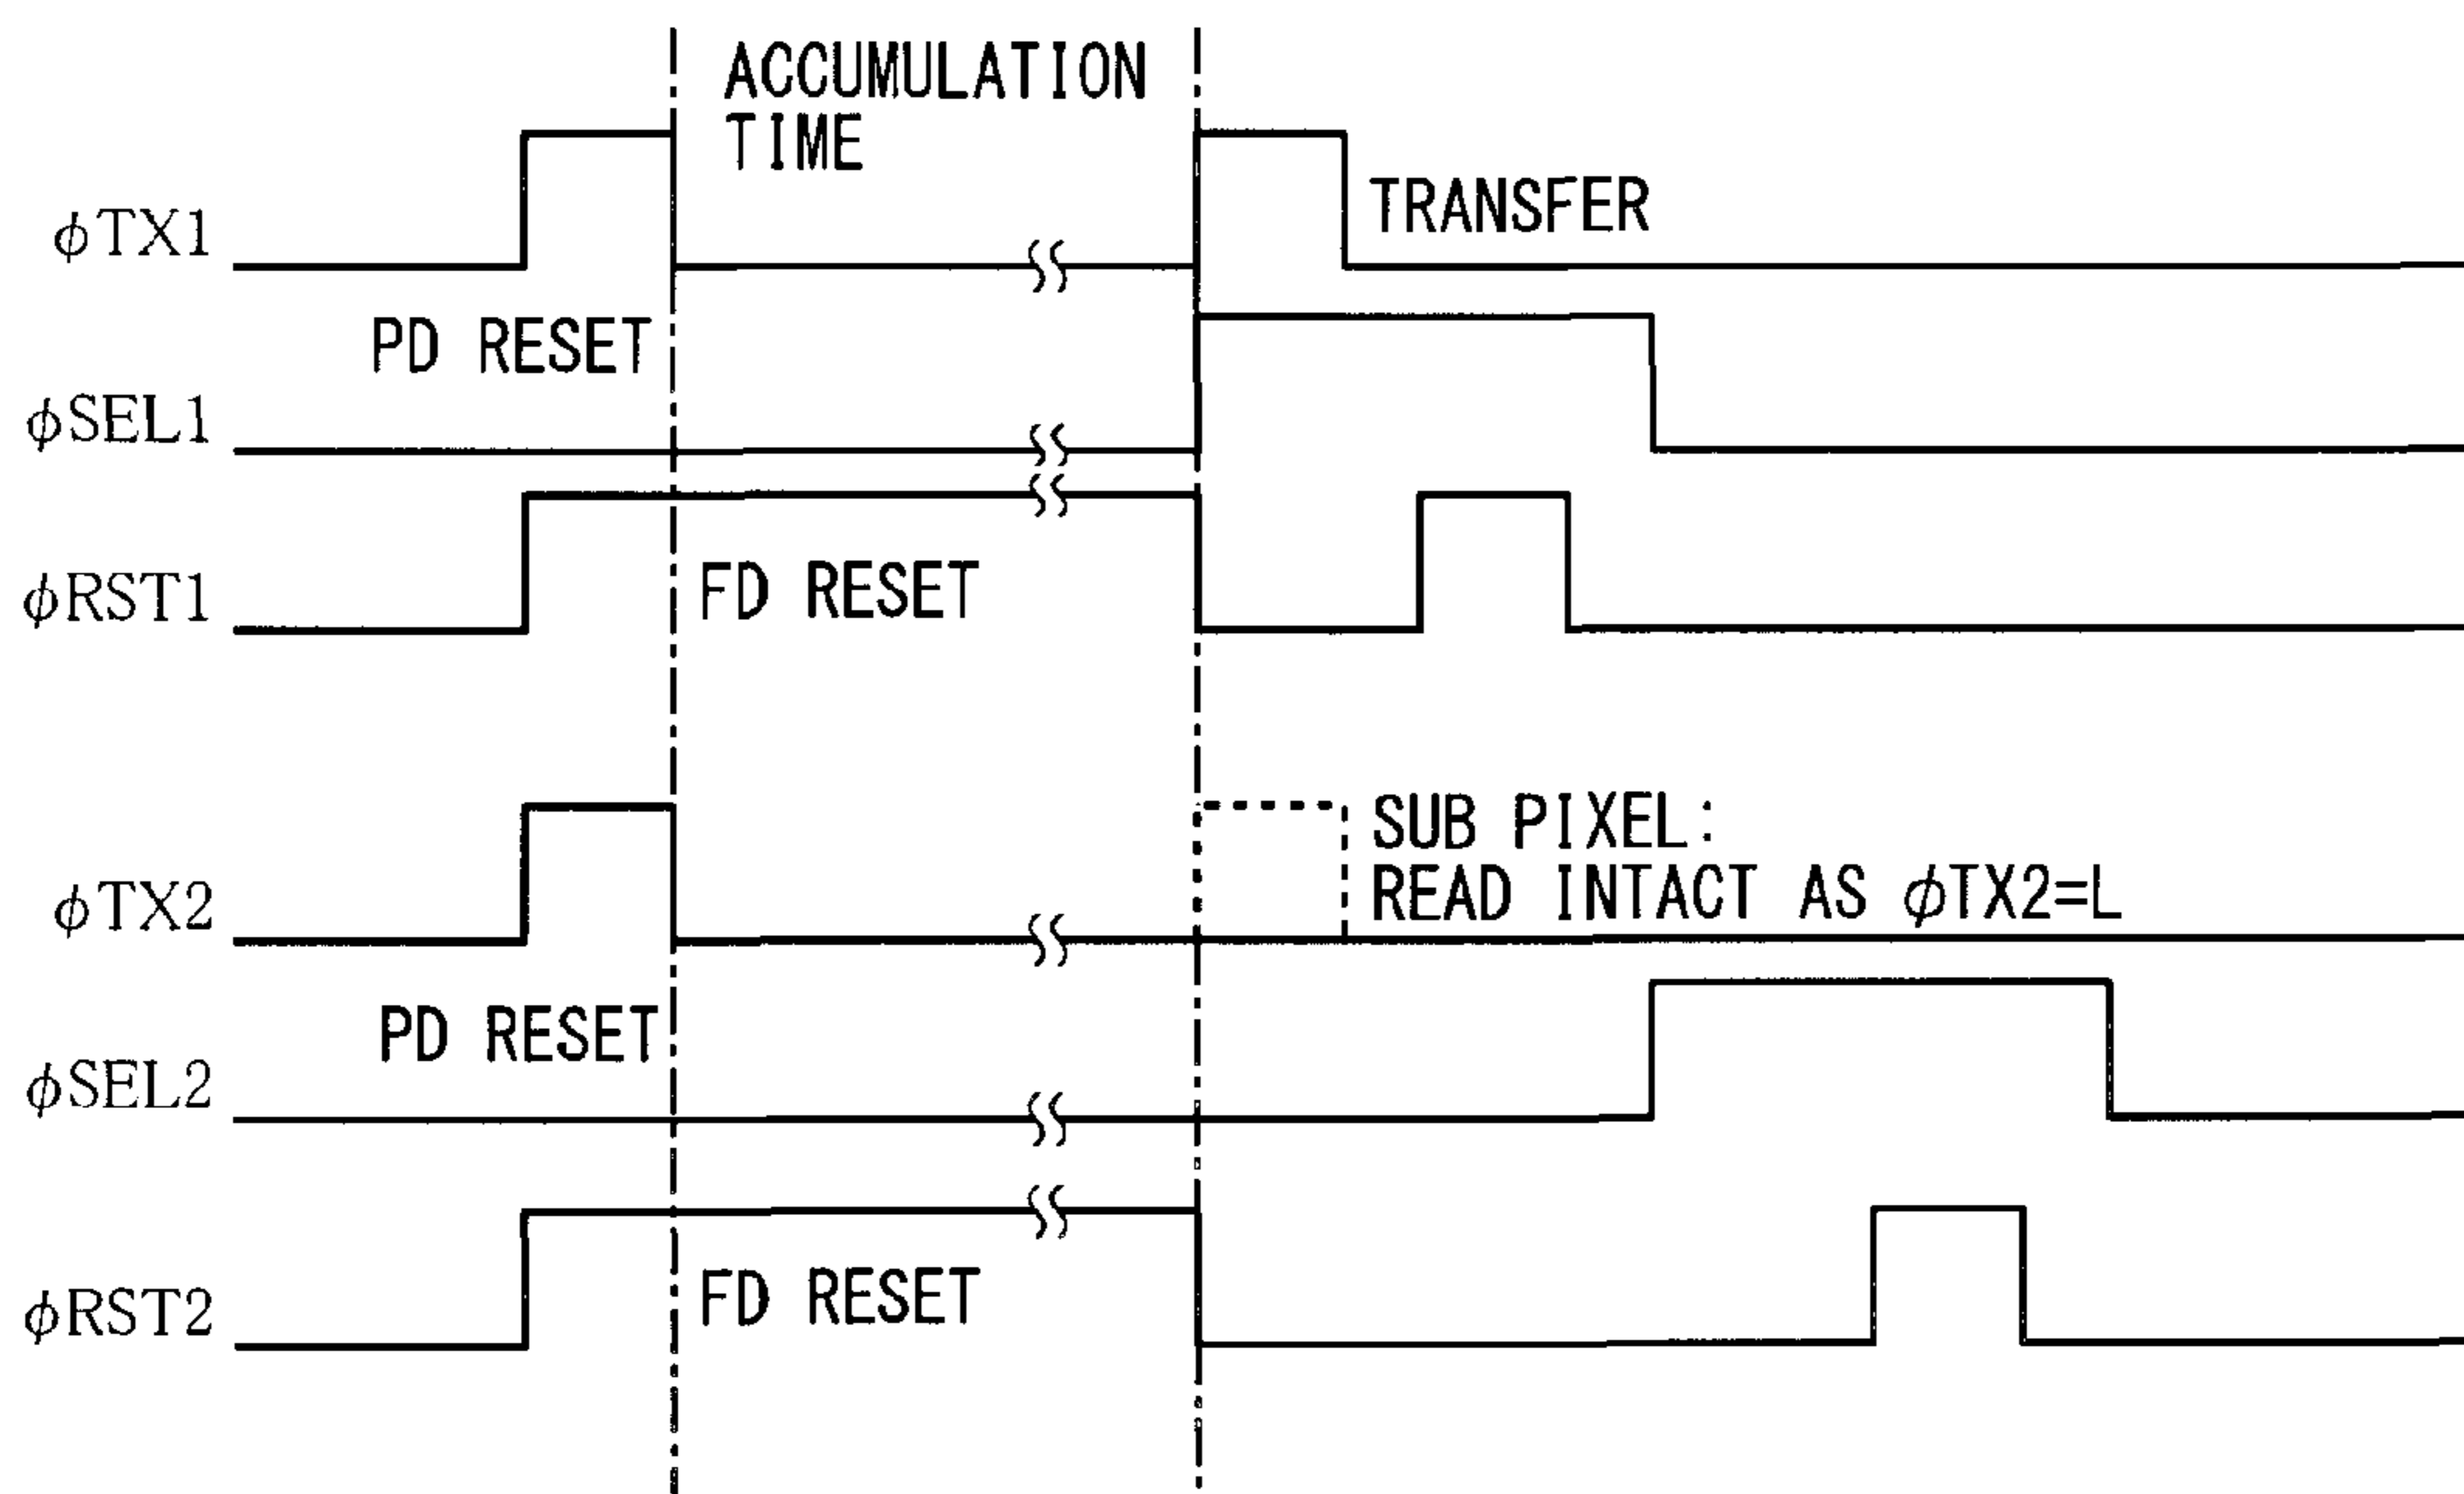 ACCUMULATION
TIME
φTX1
TRANSFER
PD RESET
φSEL1
φRST1
FD RESET
φTX2
SUB PIXEL:
READ INTACT AS φTX2=L
PD RESET
φSEL2
φRST2
FD RESET